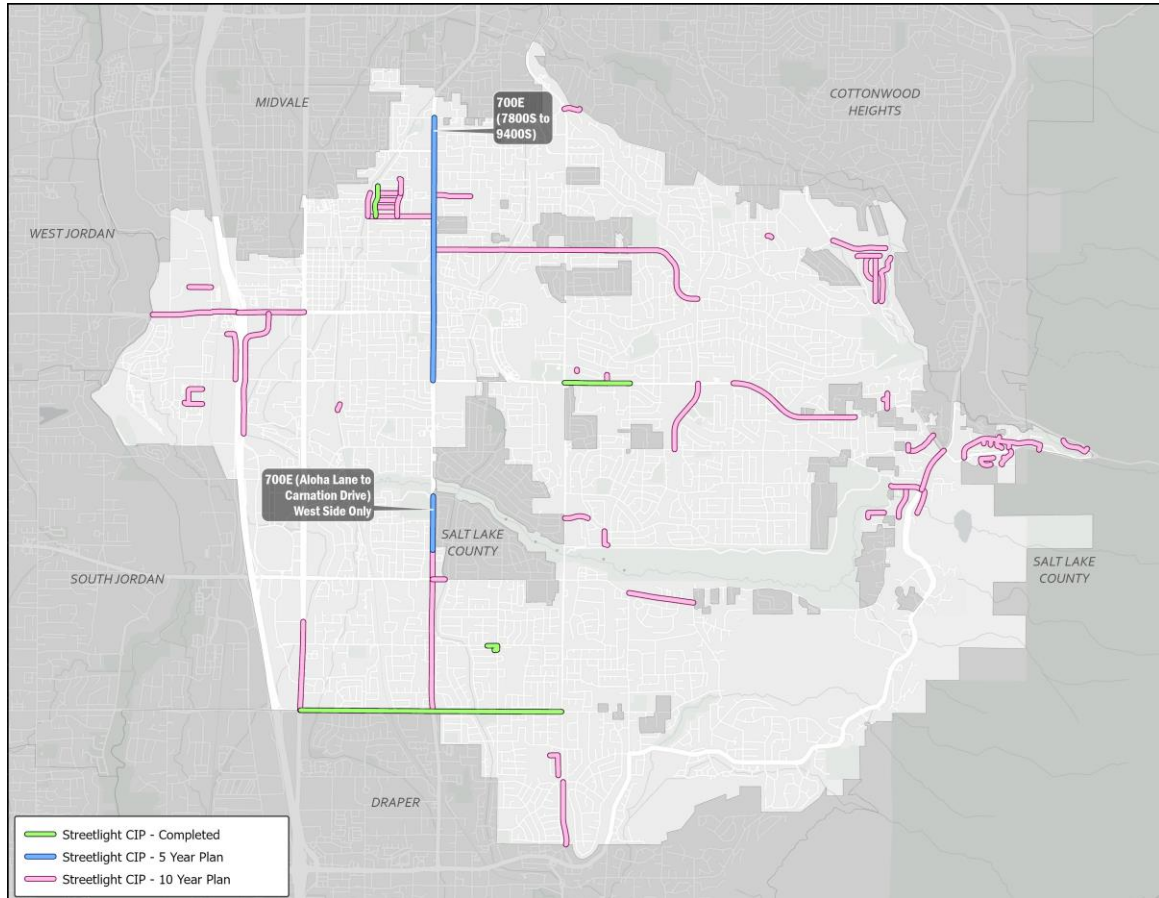 MIDVALE
700E
(7800S to
9400S)
COTTONWOOD
HEIGHTS
WEST JORDAN
700E (Aloha Lane to
Carnation Drive)
West Side Only
SALT LAKE
COUNTY
SOUTH JORDAN
SALT LAKE
COUNTY
DRAPER
Streetlight CIP - Completed
Streetlight CIP - 5 Year Plan
Streetlight CIP - 10 Year Plan